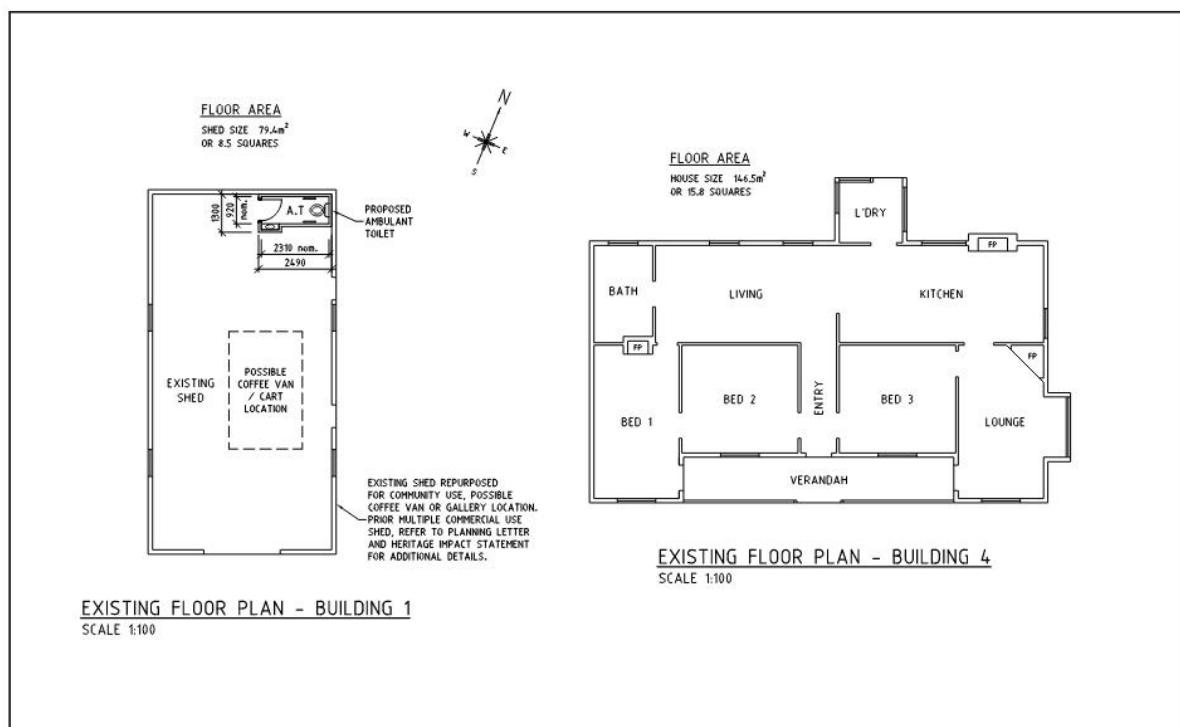 FLOOR AREA
SHED SIZE 79.4m²
OR 8.5 SQUARES
N
W
E
S
1300
920
nom.
A.T
2310 nom.
2490
PROPOSED
AMBULANT
TOILET
EXISTING
SHED
POSSIBLE
COFFEE VAN
/ CART
LOCATION
EXISTING SHED REPURPOSED
FOR COMMUNITY USE, POSSIBLE
COFFEE VAN OR GALLERY LOCATION.
PRIOR MULTIPLE COMMERCIAL USE
SHED, REFER TO PLANNING LETTER
AND HERITAGE IMPACT STATEMENT
FOR ADDITIONAL DETAILS.
EXISTING FLOOR PLAN - BUILDING 1
SCALE 1:100
FLOOR AREA
HOUSE SIZE 146.5m²
OR 15.8 SQUARES
L'DRY
FP
BATH
LIVING
KITCHEN
FP
FP
BED 1
BED 2
ENTRY
BED 3
LOUNGE
VERANDAH
EXISTING FLOOR PLAN - BUILDING 4
SCALE 1:100